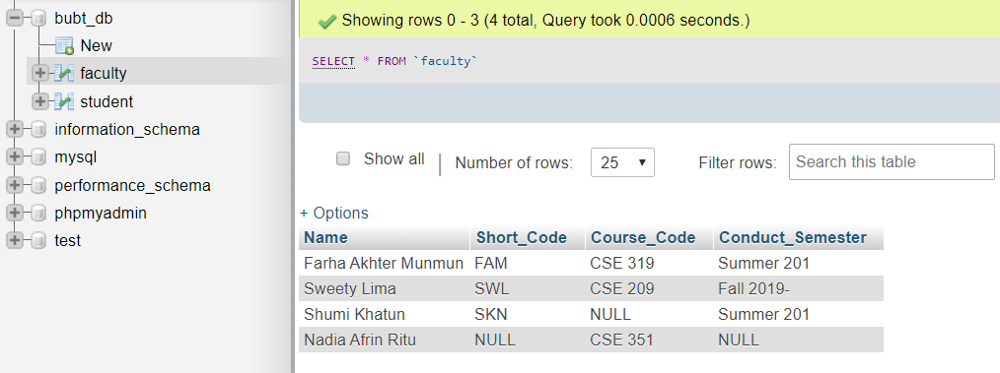 bubt_db
New
faculty
student
information_schema
mysql
performance_schema
phpmyadmin
test
Showing rows 0 - 3 (4 total, Query took 0.0006 seconds.)
SELECT * FROM `faculty`
Show all | Number of rows: 25 Filter rows: Search this table
+ Options
Name Short_Code Course_Code Conduct_Semester
Farha Akhter Munmun FAM CSE 319 Summer 201
Sweety Lima SWL CSE 209 Fall 2019-
Shumi Khatun SKN NULL Summer 201
Nadia Afrin Ritu NULL CSE 351 NULL